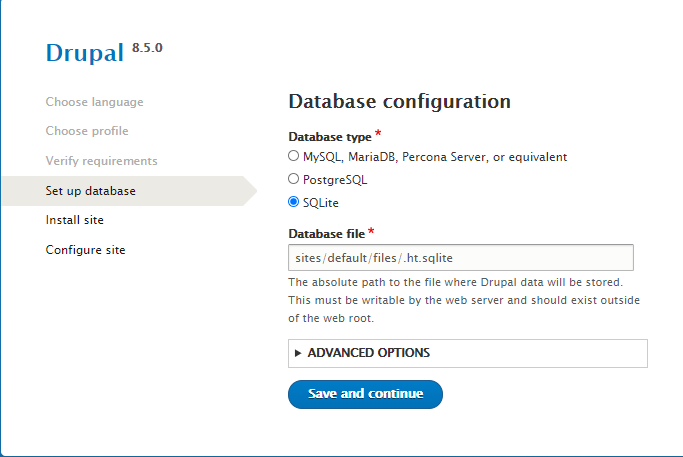 Drupal 8.5.0
Choose language
Choose profile
Verify requirements
Set up database
Install site
Configure site
Database configuration
Database type *
MySQL, MariaDB, Percona Server, or equivalent
PostgreSQL
SQLite
Database file *
sites/default/files/.ht.sqlite
The absolute path to the file where Drupal data will be stored.
This must be writable by the web server and should exist outside
of the web root.
ADVANCED OPTIONS
Save and continue